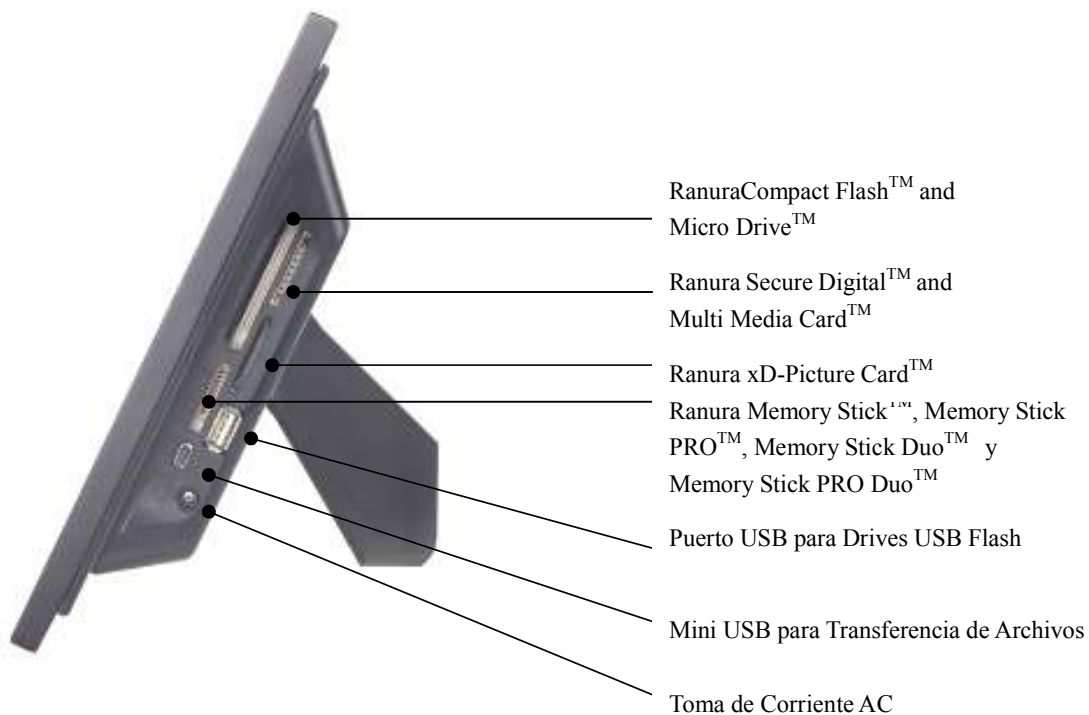 RanuraCompact Flash™ and
Micro Drive™
Ranura Secure Digital™ and
Multi Media Card™
Ranura xD-Picture Card™
Ranura Memory Stick™, Memory Stick
PRO™, Memory Stick Duo™ y
Memory Stick PRO Duo™
Puerto USB para Drives USB Flash
Mini USB para Transferencia de Archivos
Toma de Corriente AC